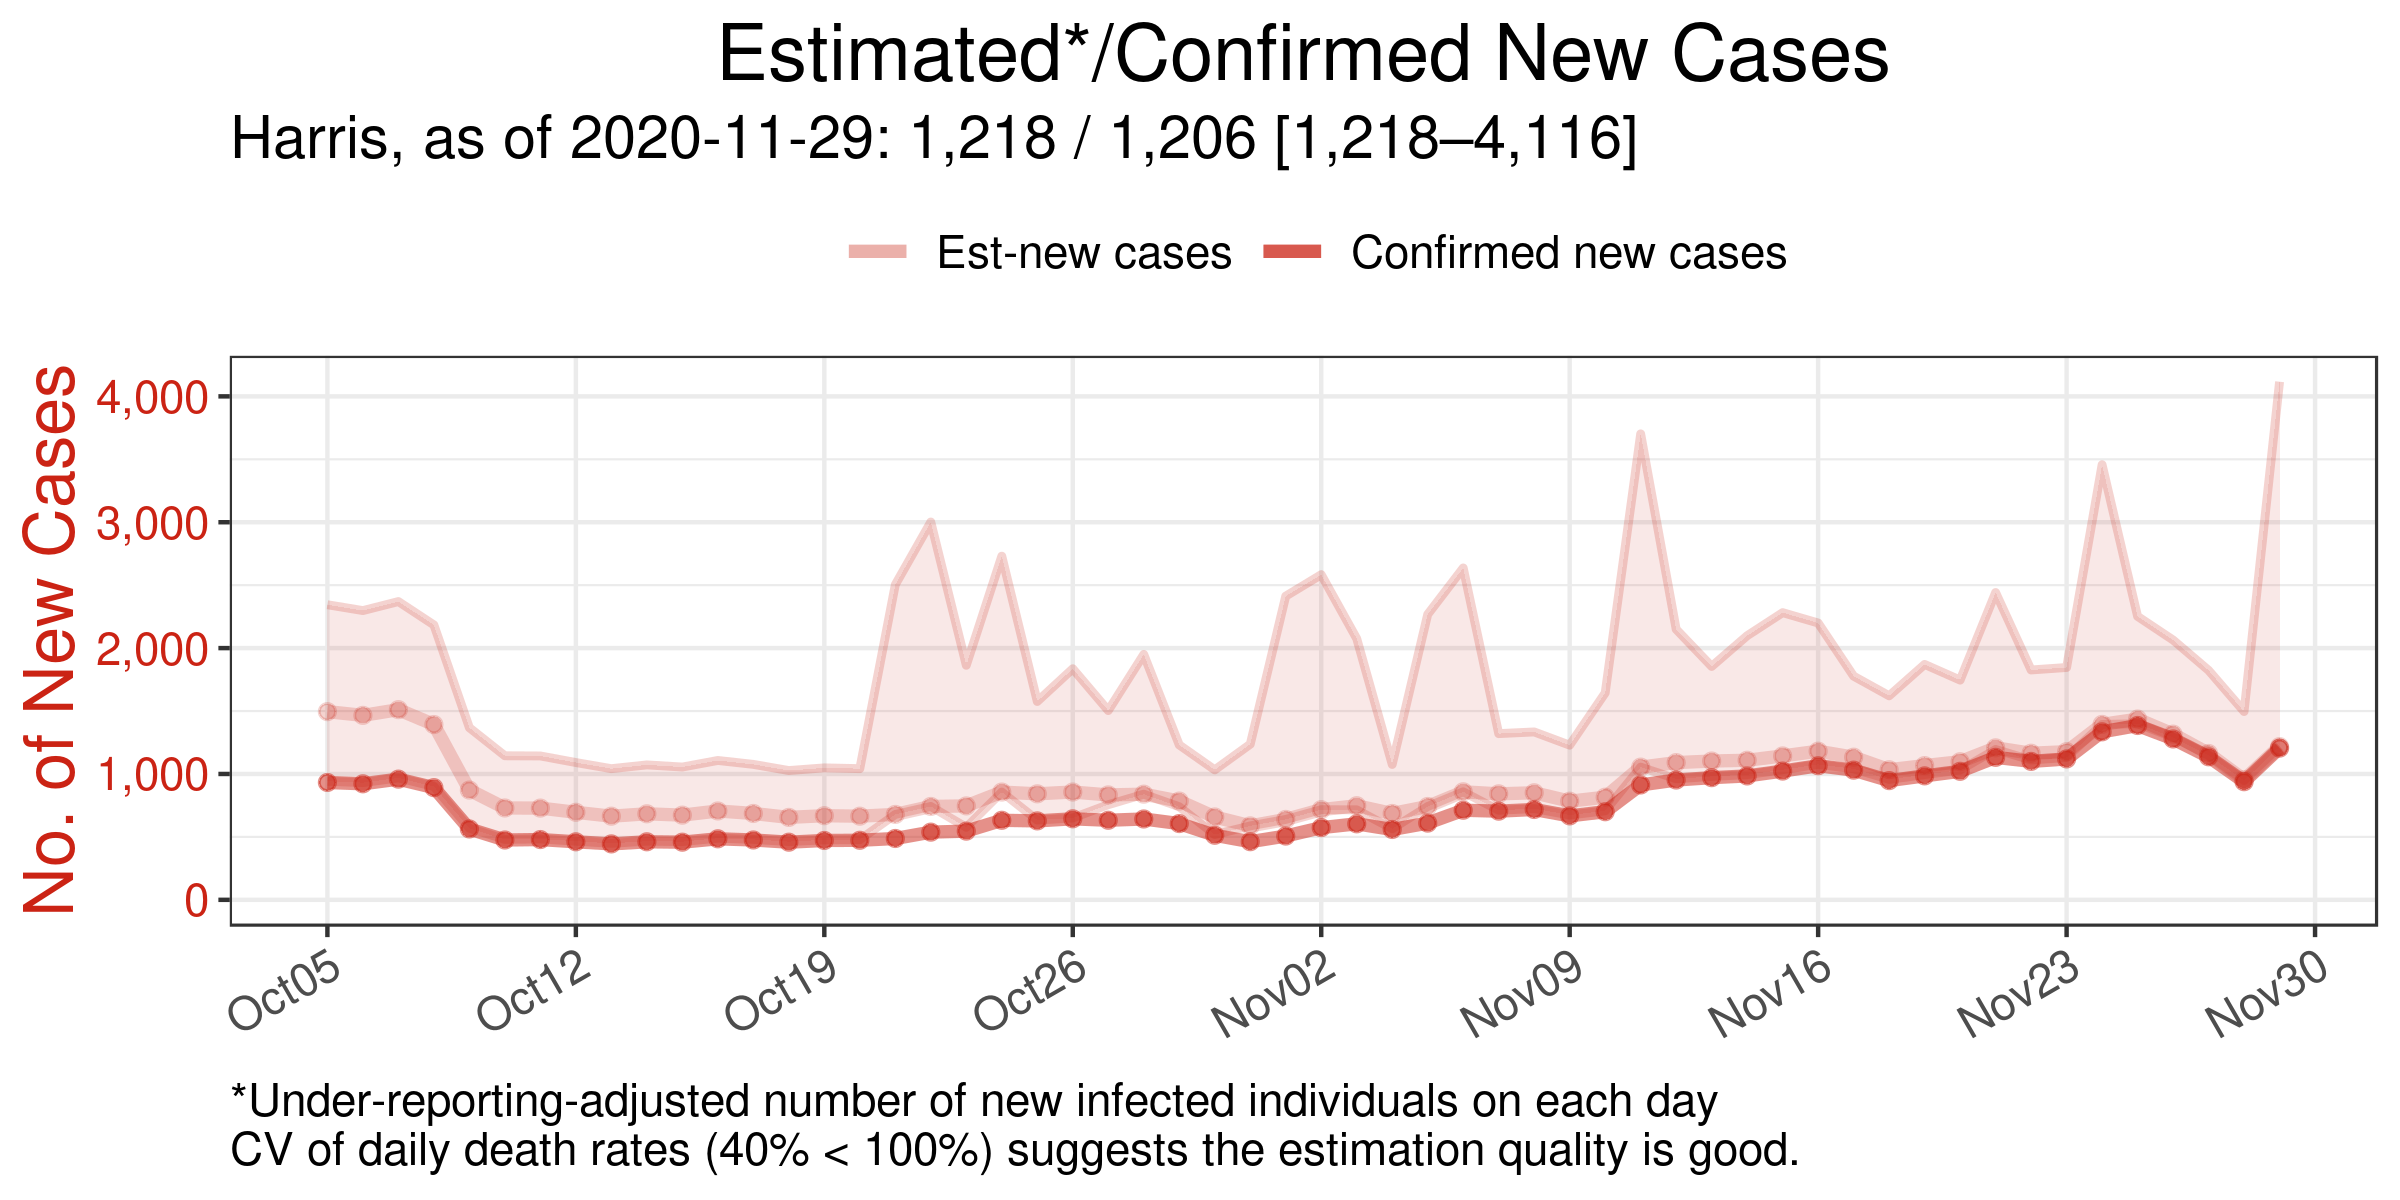 Estimated*/Confirmed New Cases
Harris, as of 2020-11-29: 1,218 / 1,206 [1,218–4,116]
Est-new cases
Confirmed new cases
No. of New Cases
4,000
3,000
2,000
1,000
0
Oct05
Oct12
Oct19
Oct26
Nov02
Nov09
Nov16
Nov23
Nov30
*Under-reporting-adjusted number of new infected individuals on each day
CV of daily death rates (40% < 100%) suggests the estimation quality is good.